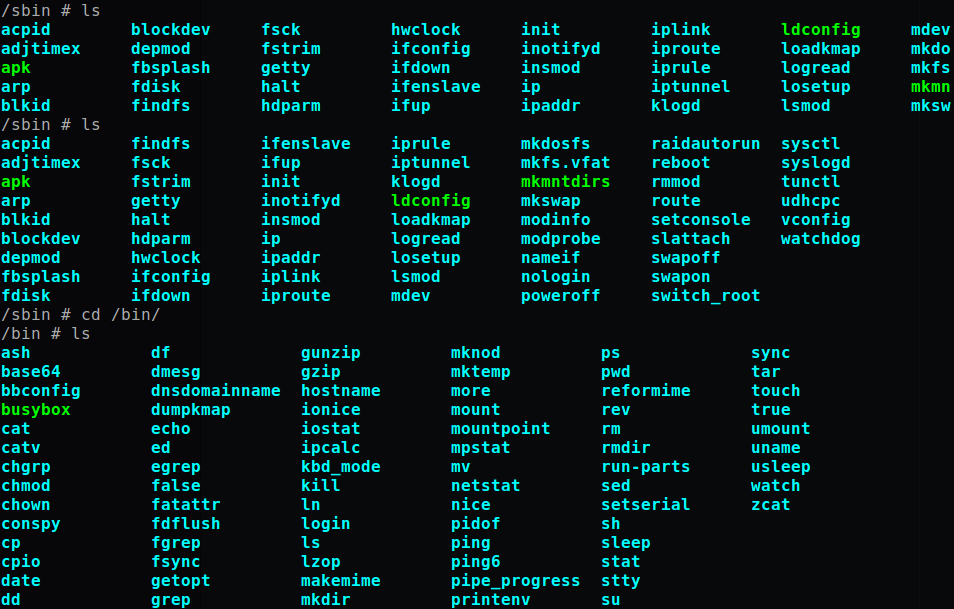 /sbin # ls
acpid blockdev fsck hwclock init iplink ldconfig mdev
adjtimex depmod fstrim ifconfig inotifyd iproute loadkmap mkdo
apk fbsplash getty ifdown insmod iprule logread mkfs
arp fdisk halt ifenslave ip iptunnel losetup mkmn
blkid findfs hdparm ifup ipaddr klogd lsmod mksw
/sbin # ls
acpid findfs ifenslave iprule mkdosfs raidautorun sysctl
adjtimex fsck ifup iptunnel mkfs.vfat reboot syslogd
apk fstrim init klogd mkmntdirs rmmod tunctl
arp getty inotifyd ldconfig mkswap route udhcpc
blkid halt insmod loadkmap modinfo setconsole vconfig
blockdev hdparm ip logread modprobe slattach watchdog
depmod hwclock ipaddr losetup nameif swapoff
fbsplash ifconfig iplink lsmod nologin swapon
fdisk ifdown iproute mdev poweroff switch_root
/sbin # cd /bin/
/bin # ls
ash df gunzip mknod ps sync
base64 dmesg gzip mktemp pwd tar
bbconfig dnsdomainname hostname more reformime touch
busybox dumpkmap ionice mount rev true
cat echo iostat mountpoint rm umount
catv ed ipcalc mpstat rmdir uname
chgrp egrep kbd_mode mv run-parts usleep
chmod false kill netstat sed watch
chown fatattr ln nice setserial zcat
conspy fdflush login pidof sh
cp fgrep ls ping sleep
cpio fsync lzop ping6 stat
date getopt makemime pipe_progress stty
dd grep mkdir printenv su